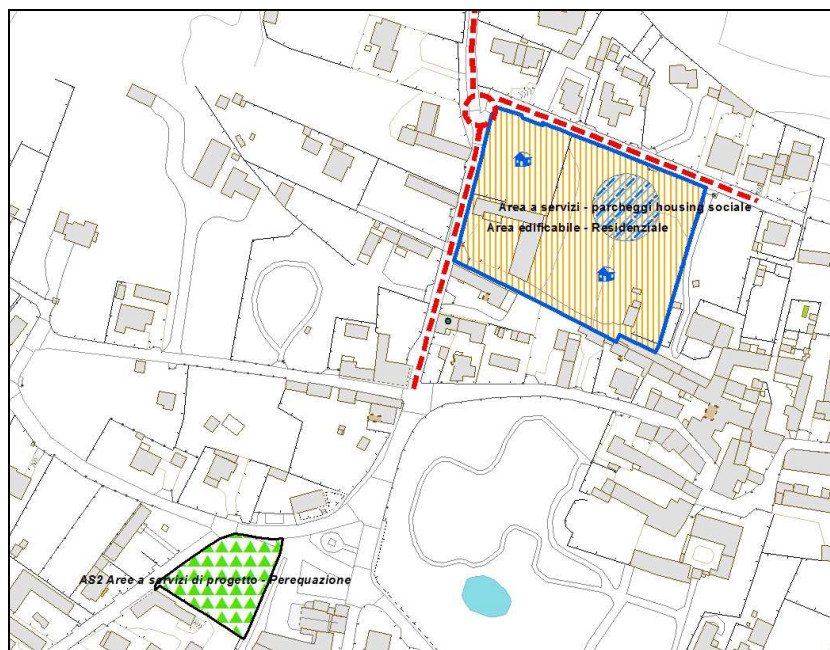 Area a servizi - parcheggi housing sociale
Area edificabile - Residenziale
AS2 Aree a servizi di progetto - Perequazione